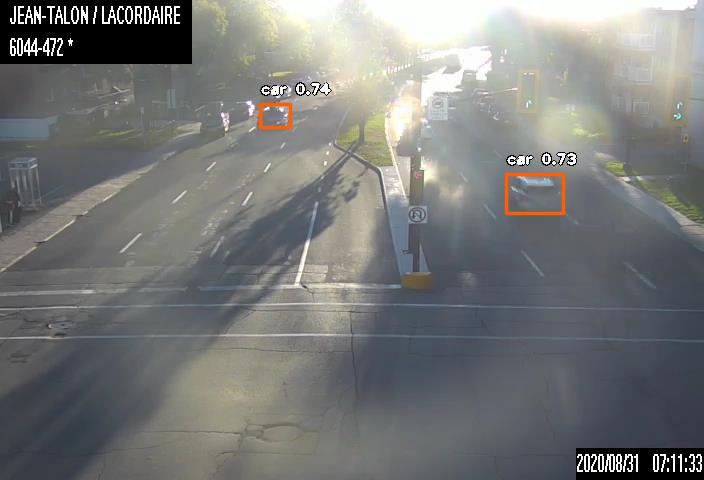 JEAN-TALON / LACORDAIRE
6044-472 *
car 0.74
car 0.73
2020/08/31 07:11:33